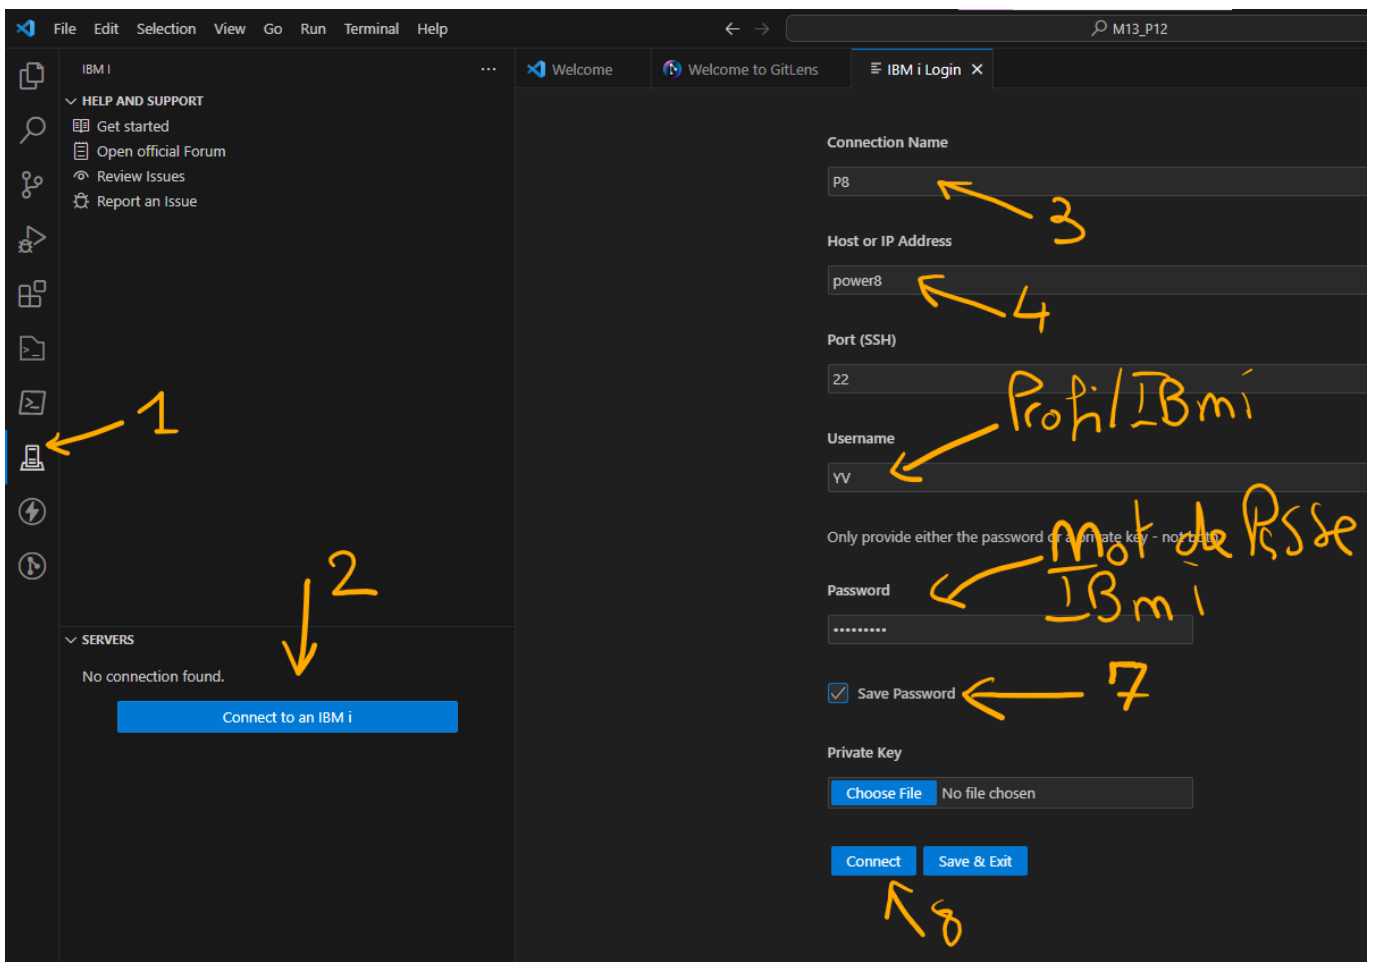 File Edit Selection View Go Run Terminal Help
M13_P12
IBM i
Welcome
Welcome to GitLens
IBM i Login
HELP AND SUPPORT
Get started
Open official Forum
Review Issues
Report an Issue
1
SERVERS
2
No connection found.
Connect to an IBM i
Connection Name
P8
3
Host or IP Address
power8
4
Port (SSH)
22
Profil IBmi
Username
YV
Only provide either the password or a private key - not both.
Mot de Passe
IBmi
Password
•••••••••
Save Password
7
Private Key
Choose File No file chosen
Connect
Save & Exit
8